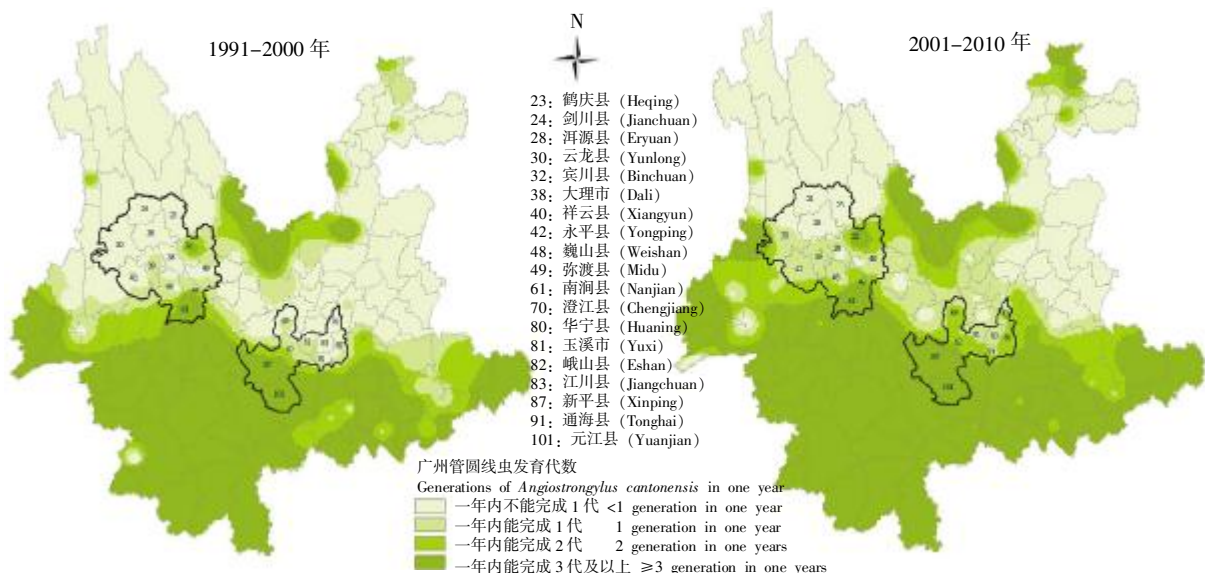 1991–2000 年
N
2001–2010 年
23: 鹤庆县 (Heqing)
24: 剑川县 (Jianchuan)
28: 洱源县 (Eryuan)
30: 云龙县 (Yunlong)
32: 宾川县 (Binchuan)
38: 大理市 (Dali)
40: 祥云县 (Xiangyun)
42: 永平县 (Yongping)
48: 巍山县 (Weishan)
49: 弥渡县 (Midu)
61: 南涧县 (Nanjian)
70: 澄江县 (Chengjiang)
80: 华宁县 (Huaning)
81: 玉溪市 (Yuxi)
82: 峨山县 (Eshan)
83: 江川县 (Jiangchuan)
87: 新平县 (Xinping)
91: 通海县 (Tonghai)
101: 元江县 (Yuanjian)
广州管圆线虫发育代数
Generations of Angiostrongylus cantonensis in one year
一年内不能完成 1 代 <1 generation in one year
一年内能完成 1 代 1 generation in one year
一年内能完成 2 代 2 generation in one years
一年内能完成 3 代及以上 ≥3 generation in one years